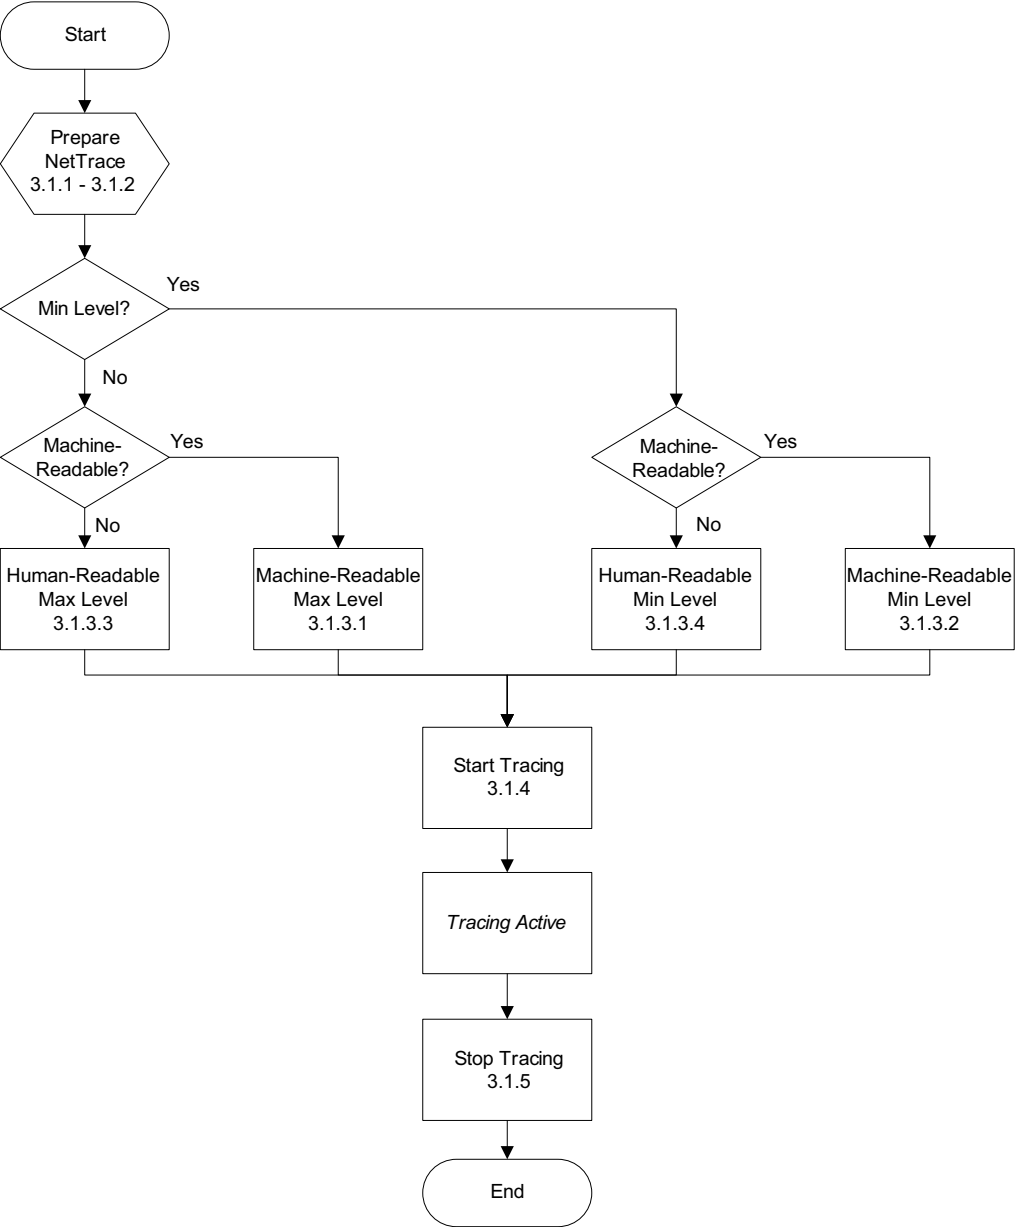 Start
Prepare
NetTrace
3.1.1 - 3.1.2
Min Level?
Yes
No
Machine-
Readable?
Yes
No
Machine-
Readable?
Yes
No
Human-Readable
Max Level
3.1.3.3
Machine-Readable
Max Level
3.1.3.1
Human-Readable
Min Level
3.1.3.4
Machine-Readable
Min Level
3.1.3.2
Start Tracing
3.1.4
Tracing Active
Stop Tracing
3.1.5
End